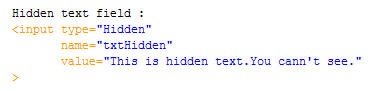 Hidden text field :
<input type="Hidden"
name="txtHidden"
value="This is hidden text.You cann't see."
>